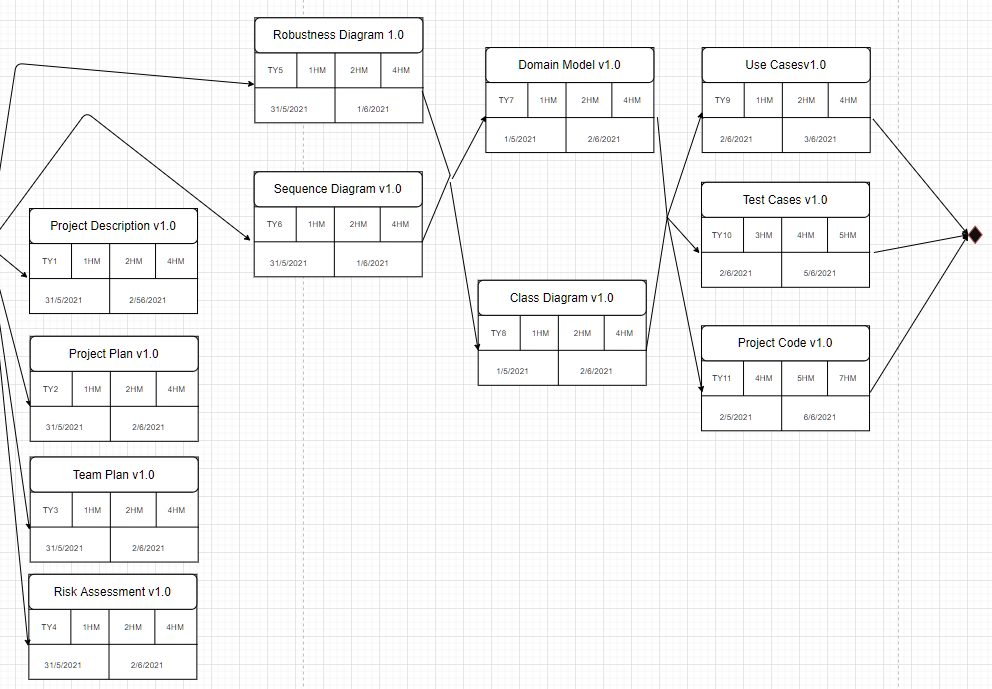 Robustness Diagram 1.0
TY5 1HM 2HM 4HM
31/5/2021 1/6/2021
Sequence Diagram v1.0
TY6 1HM 2HM 4HM
31/5/2021 1/6/2021
Project Description v1.0
TY1 1HM 2HM 4HM
31/5/2021 2/56/2021
Project Plan v1.0
TY2 1HM 2HM 4HM
31/5/2021 2/6/2021
Team Plan v1.0
TY3 1HM 2HM 4HM
31/5/2021 2/6/2021
Risk Assessment v1.0
TY4 1HM 2HM 4HM
31/5/2021 2/6/2021
Domain Model v1.0
TY7 1HM 2HM 4HM
1/5/2021 2/6/2021
Class Diagram v1.0
TY8 1HM 2HM 4HM
1/5/2021 2/6/2021
Use Casesv1.0
TY9 1HM 2HM 4HM
2/6/2021 3/6/2021
Test Cases v1.0
TY10 3HM 4HM 5HM
2/6/2021 5/6/2021
Project Code v1.0
TY11 4HM 5HM 7HM
2/5/2021 6/6/2021